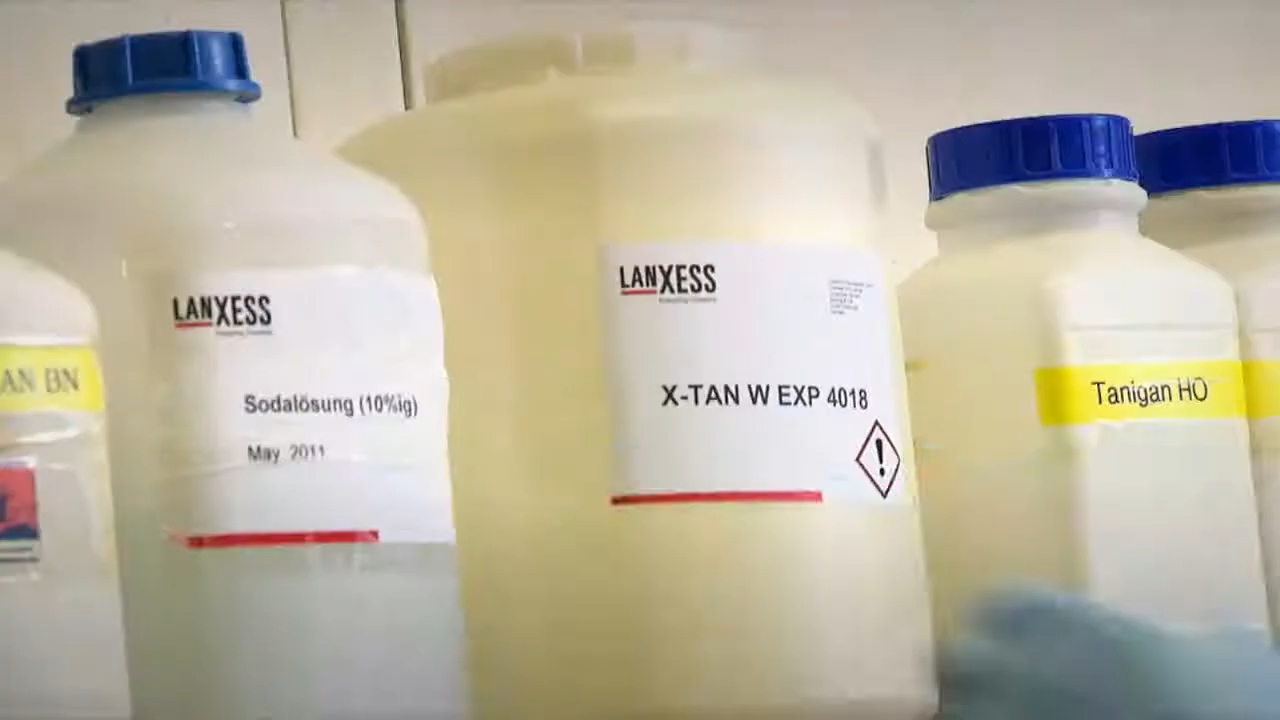 AN BN
LANXESS
Sodalösung (10%ig)
May 2011
LANXESS
X-TAN W EXP 4018
Tanigan HO